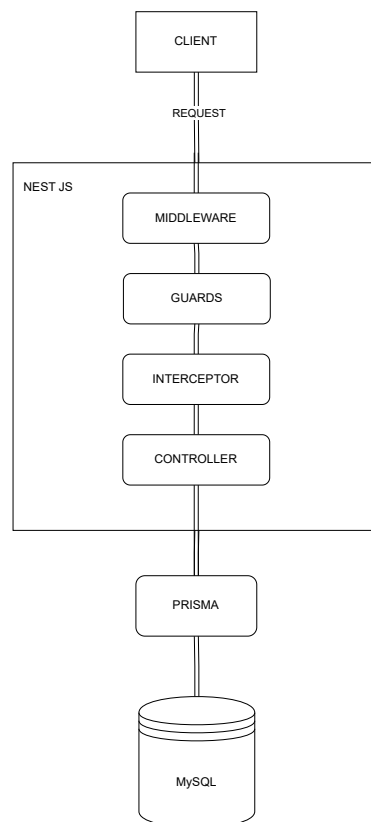 CLIENT
REQUEST
NEST JS
MIDDLEWARE
GUARDS
INTERCEPTOR
CONTROLLER
PRISMA
MySQL